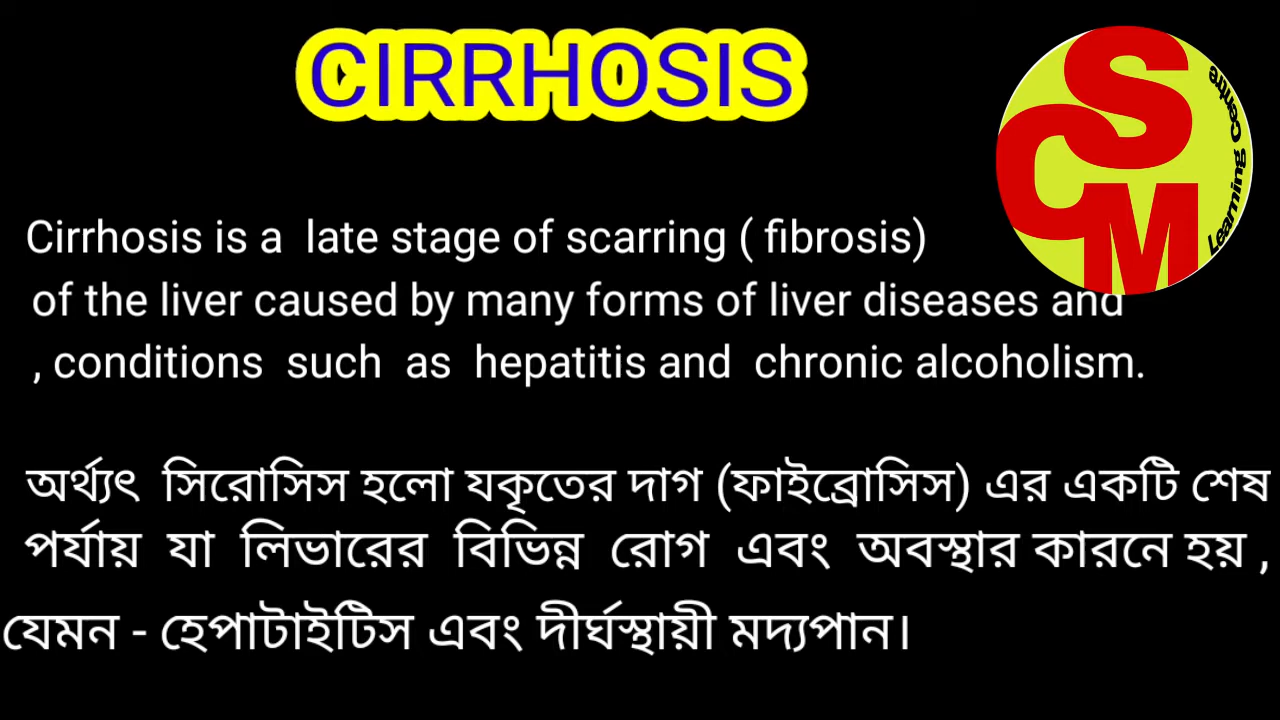 CIRRHOSIS
SCM
Learning Centre
Cirrhosis is a late stage of scarring ( fibrosis)
of the liver caused by many forms of liver diseases and
, conditions such as hepatitis and chronic alcoholism.
অর্থ্যৎ সিরোসিস হলো যকৃতের দাগ (ফাইব্রোসিস) এর একটি শেষ
পর্যায় যা লিভারের বিভিন্ন রোগ এবং অবস্থার কারনে হয় ,
যেমন - হেপাটাইটিস এবং দীর্ঘস্থায়ী মদ্যপান।